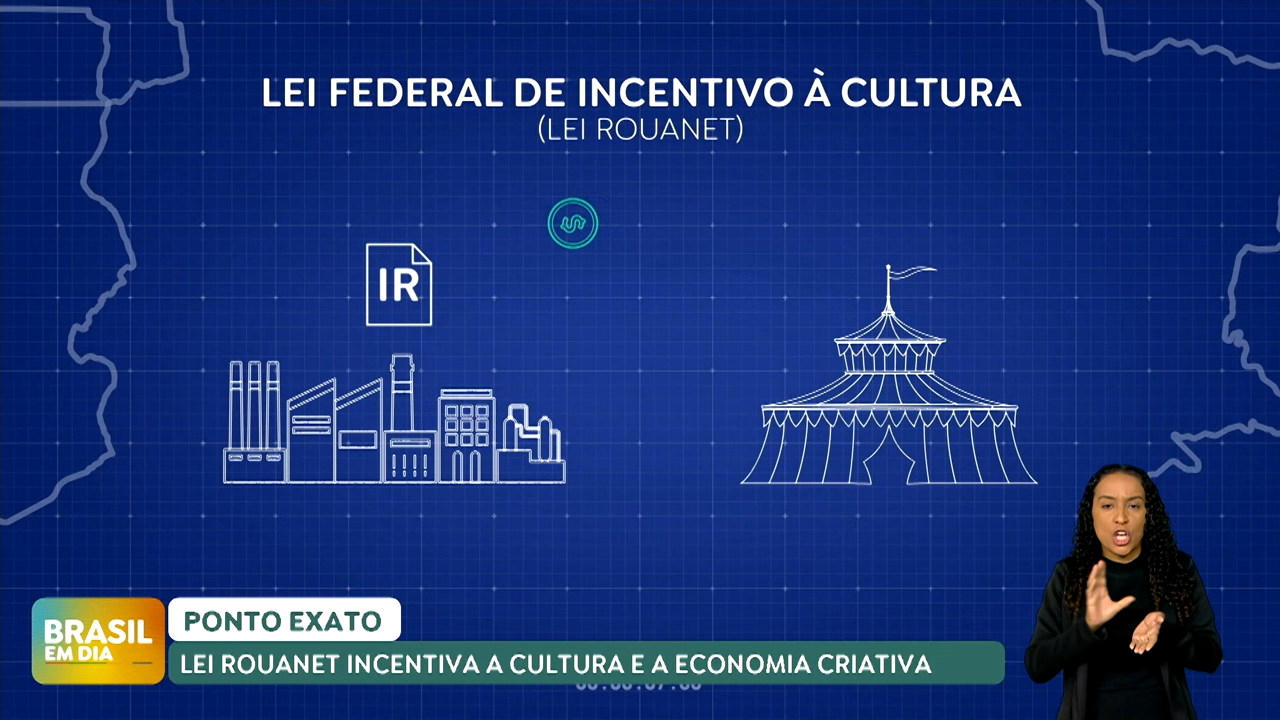 LEI FEDERAL DE INCENTIVO À CULTURA
(LEI ROUANET)
IR
BRASIL
EM DIA
PONTO EXATO
LEI ROUANET INCENTIVA A CULTURA E A ECONOMIA CRIATIVA